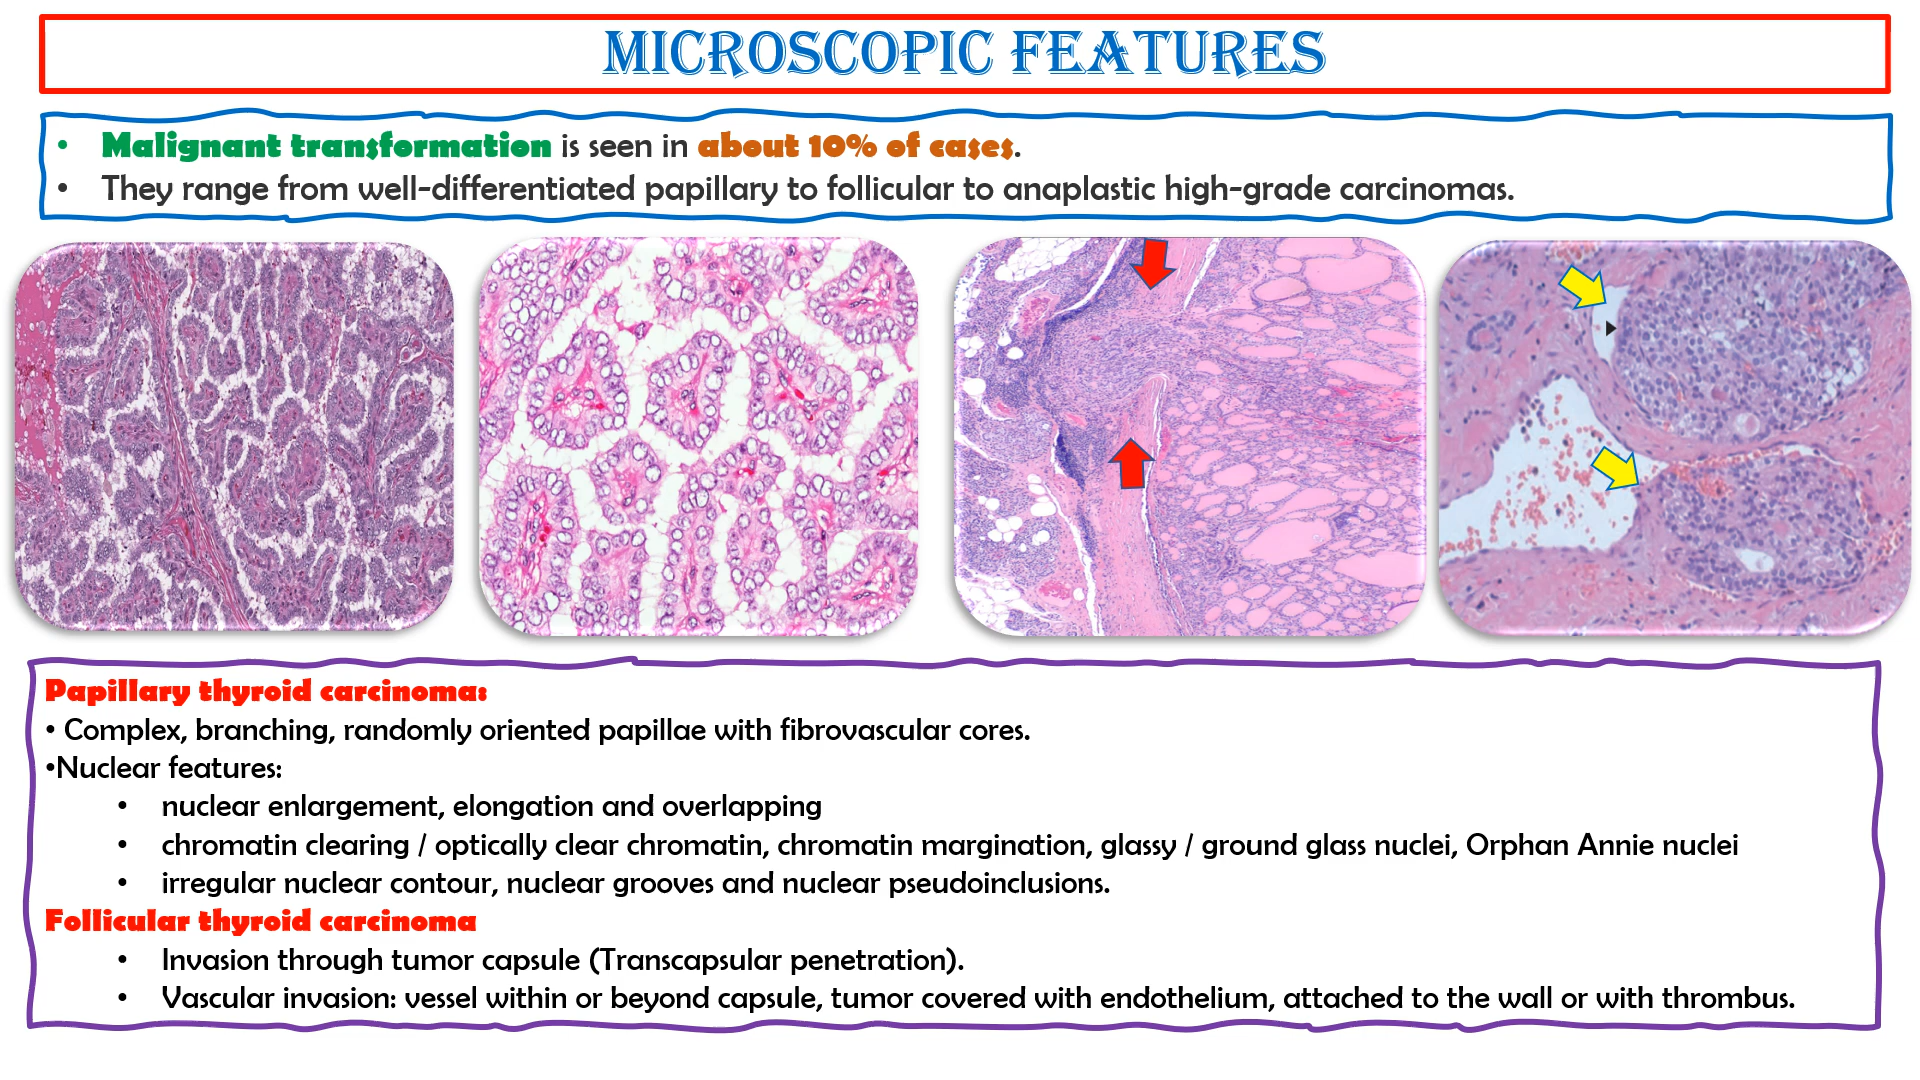 MICROSCOPIC FEATURES
• Malignant transformation is seen in about 10% of cases.
• They range from well-differentiated papillary to follicular to anaplastic high-grade carcinomas.
Papillary thyroid carcinoma:
• Complex, branching, randomly oriented papillae with fibrovascular cores.
•Nuclear features:
• nuclear enlargement, elongation and overlapping
• chromatin clearing / optically clear chromatin, chromatin margination, glassy / ground glass nuclei, Orphan Annie nuclei
• irregular nuclear contour, nuclear grooves and nuclear pseudoinclusions.
Follicular thyroid carcinoma
• Invasion through tumor capsule (Transcapsular penetration).
• Vascular invasion: vessel within or beyond capsule, tumor covered with endothelium, attached to the wall or with thrombus.